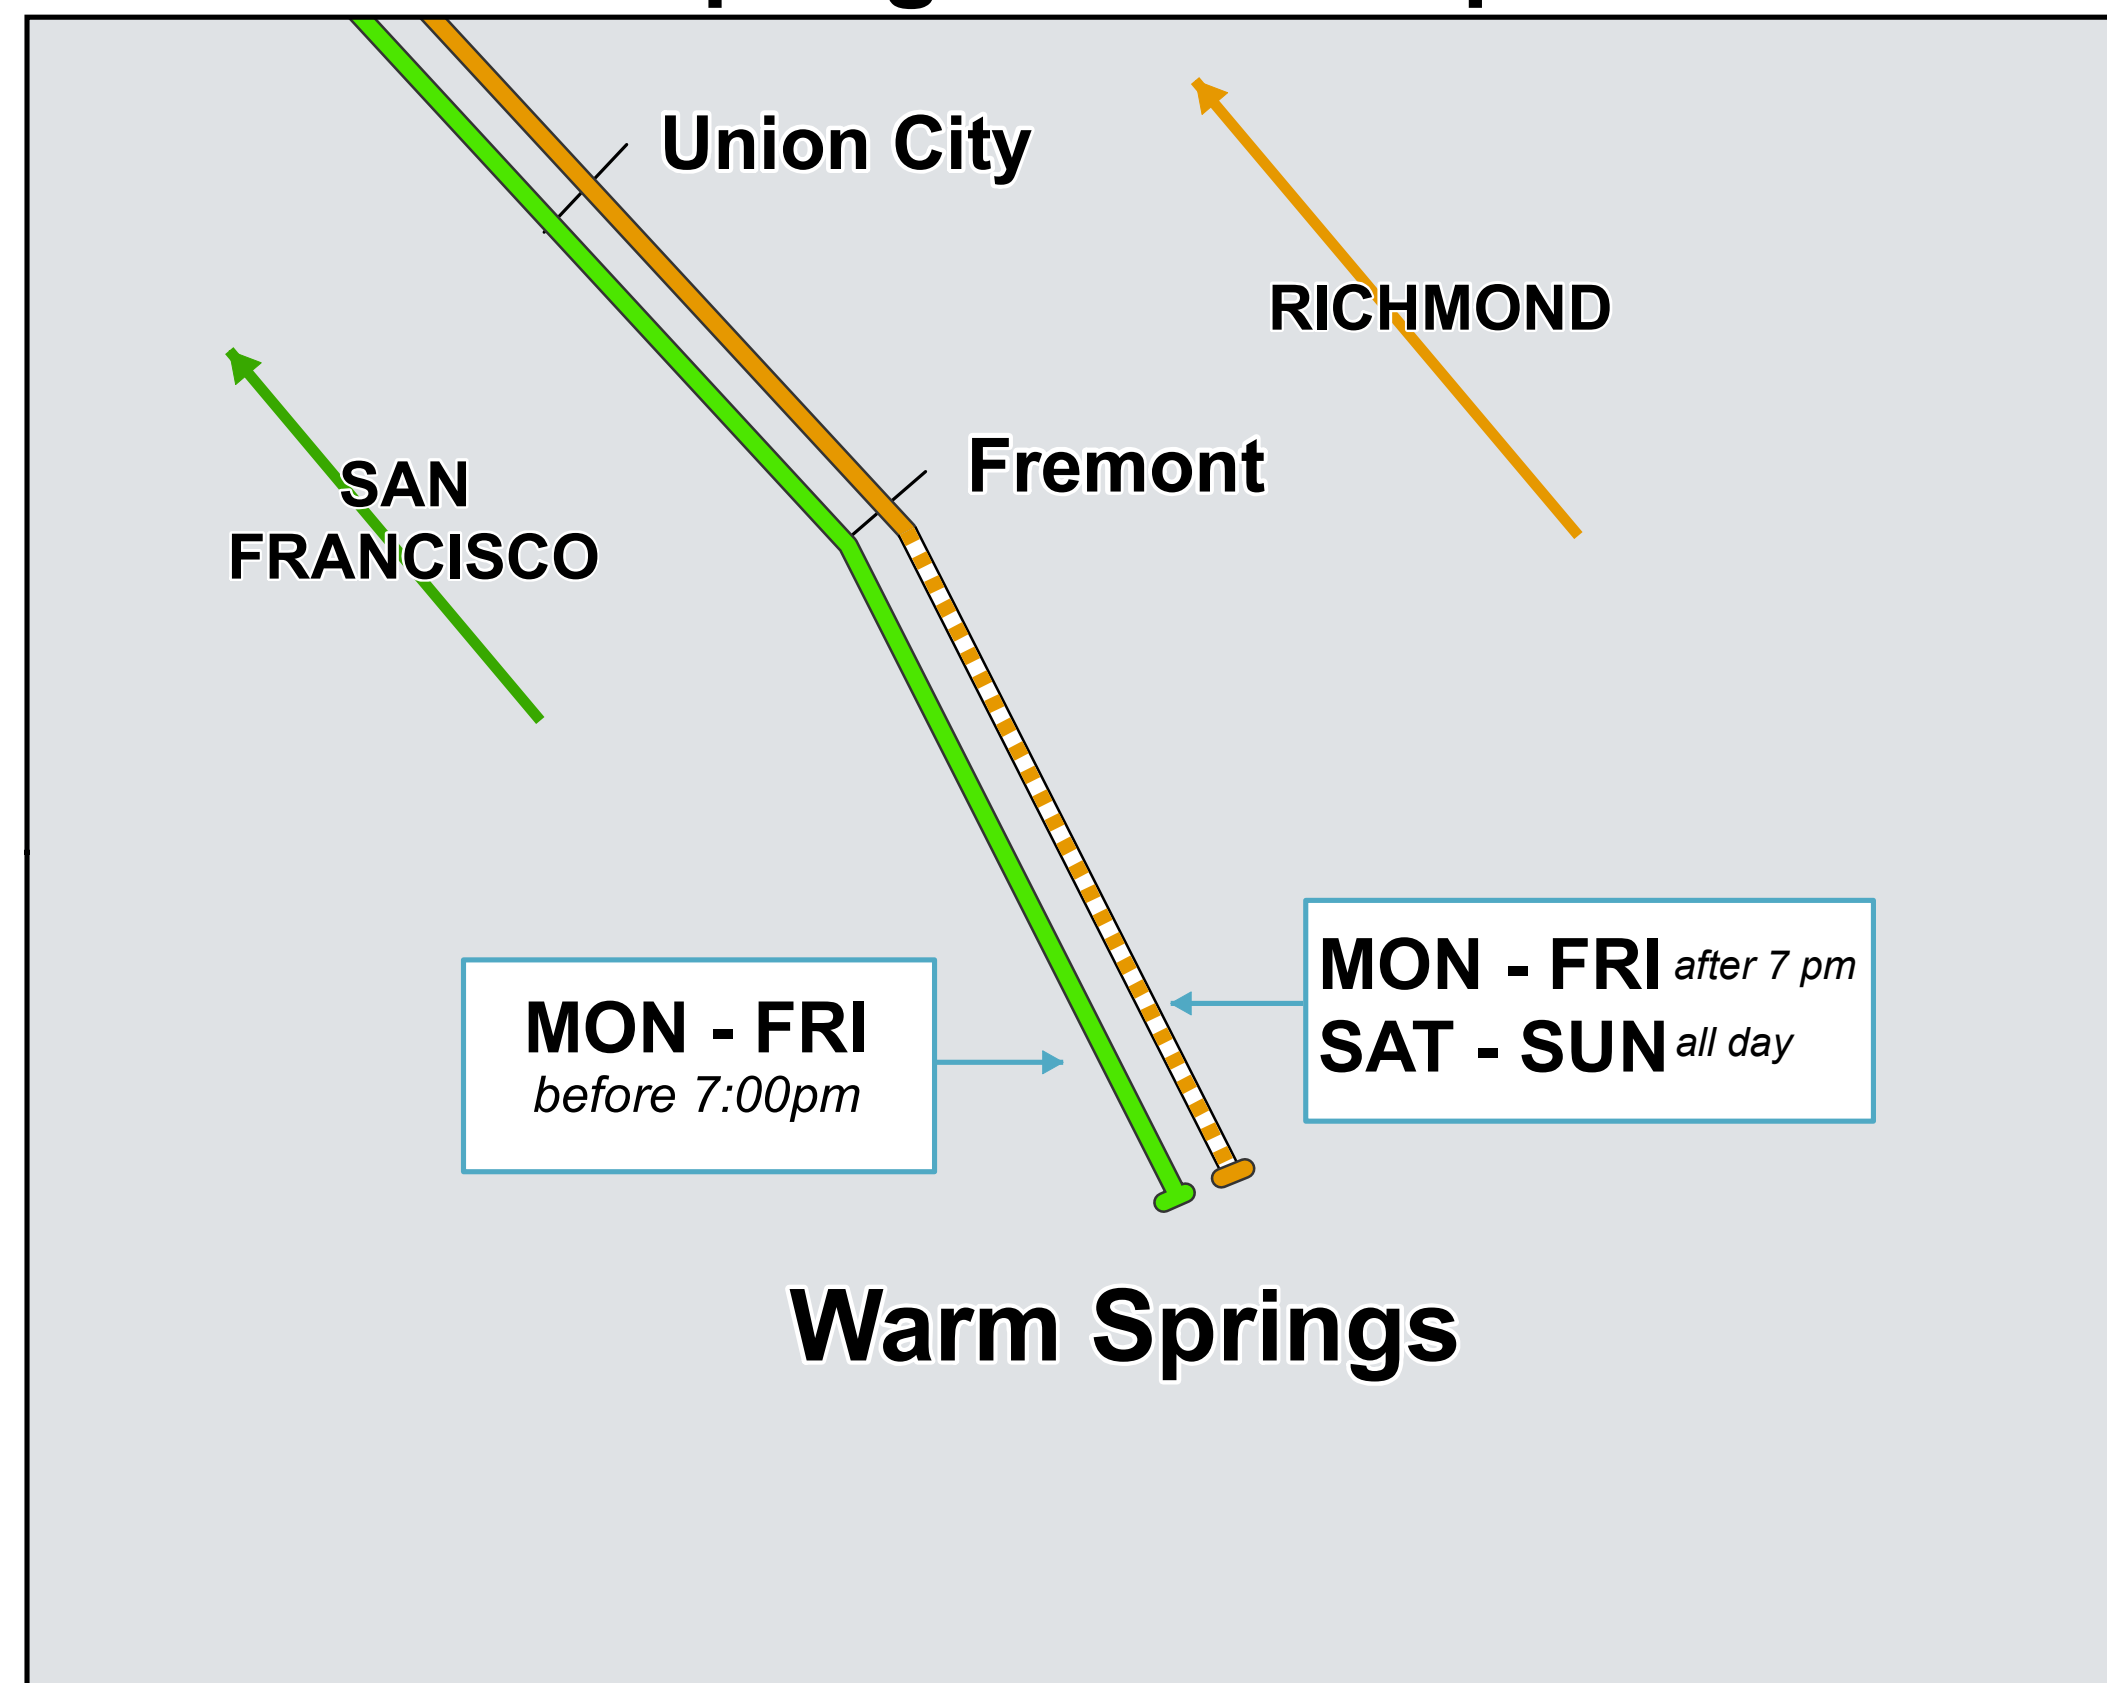 Union City
RICHMOND
Fremont
SAN
FRANCISCO
MON - FRI after 7 pm
SAT - SUN all day
MON - FRI
before 7:00pm
Warm Springs